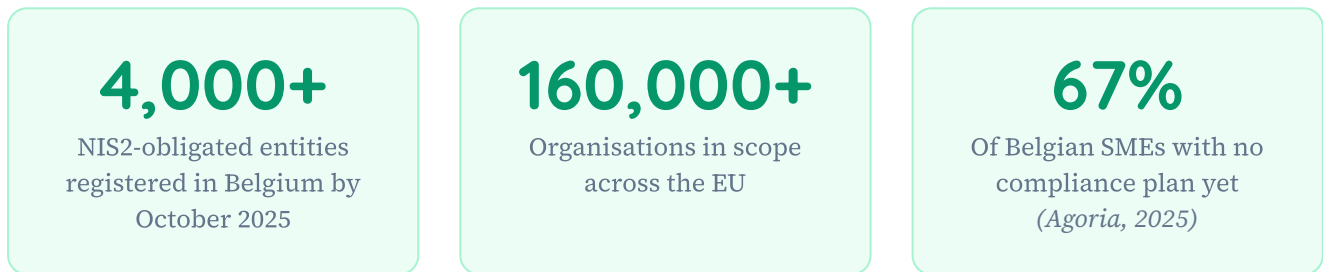 4,000+
NIS2-obligated entities
registered in Belgium by
October 2025
160,000+
Organisations in scope
across the EU
67%
Of Belgian SMEs with no
compliance plan yet
(Agoria, 2025)